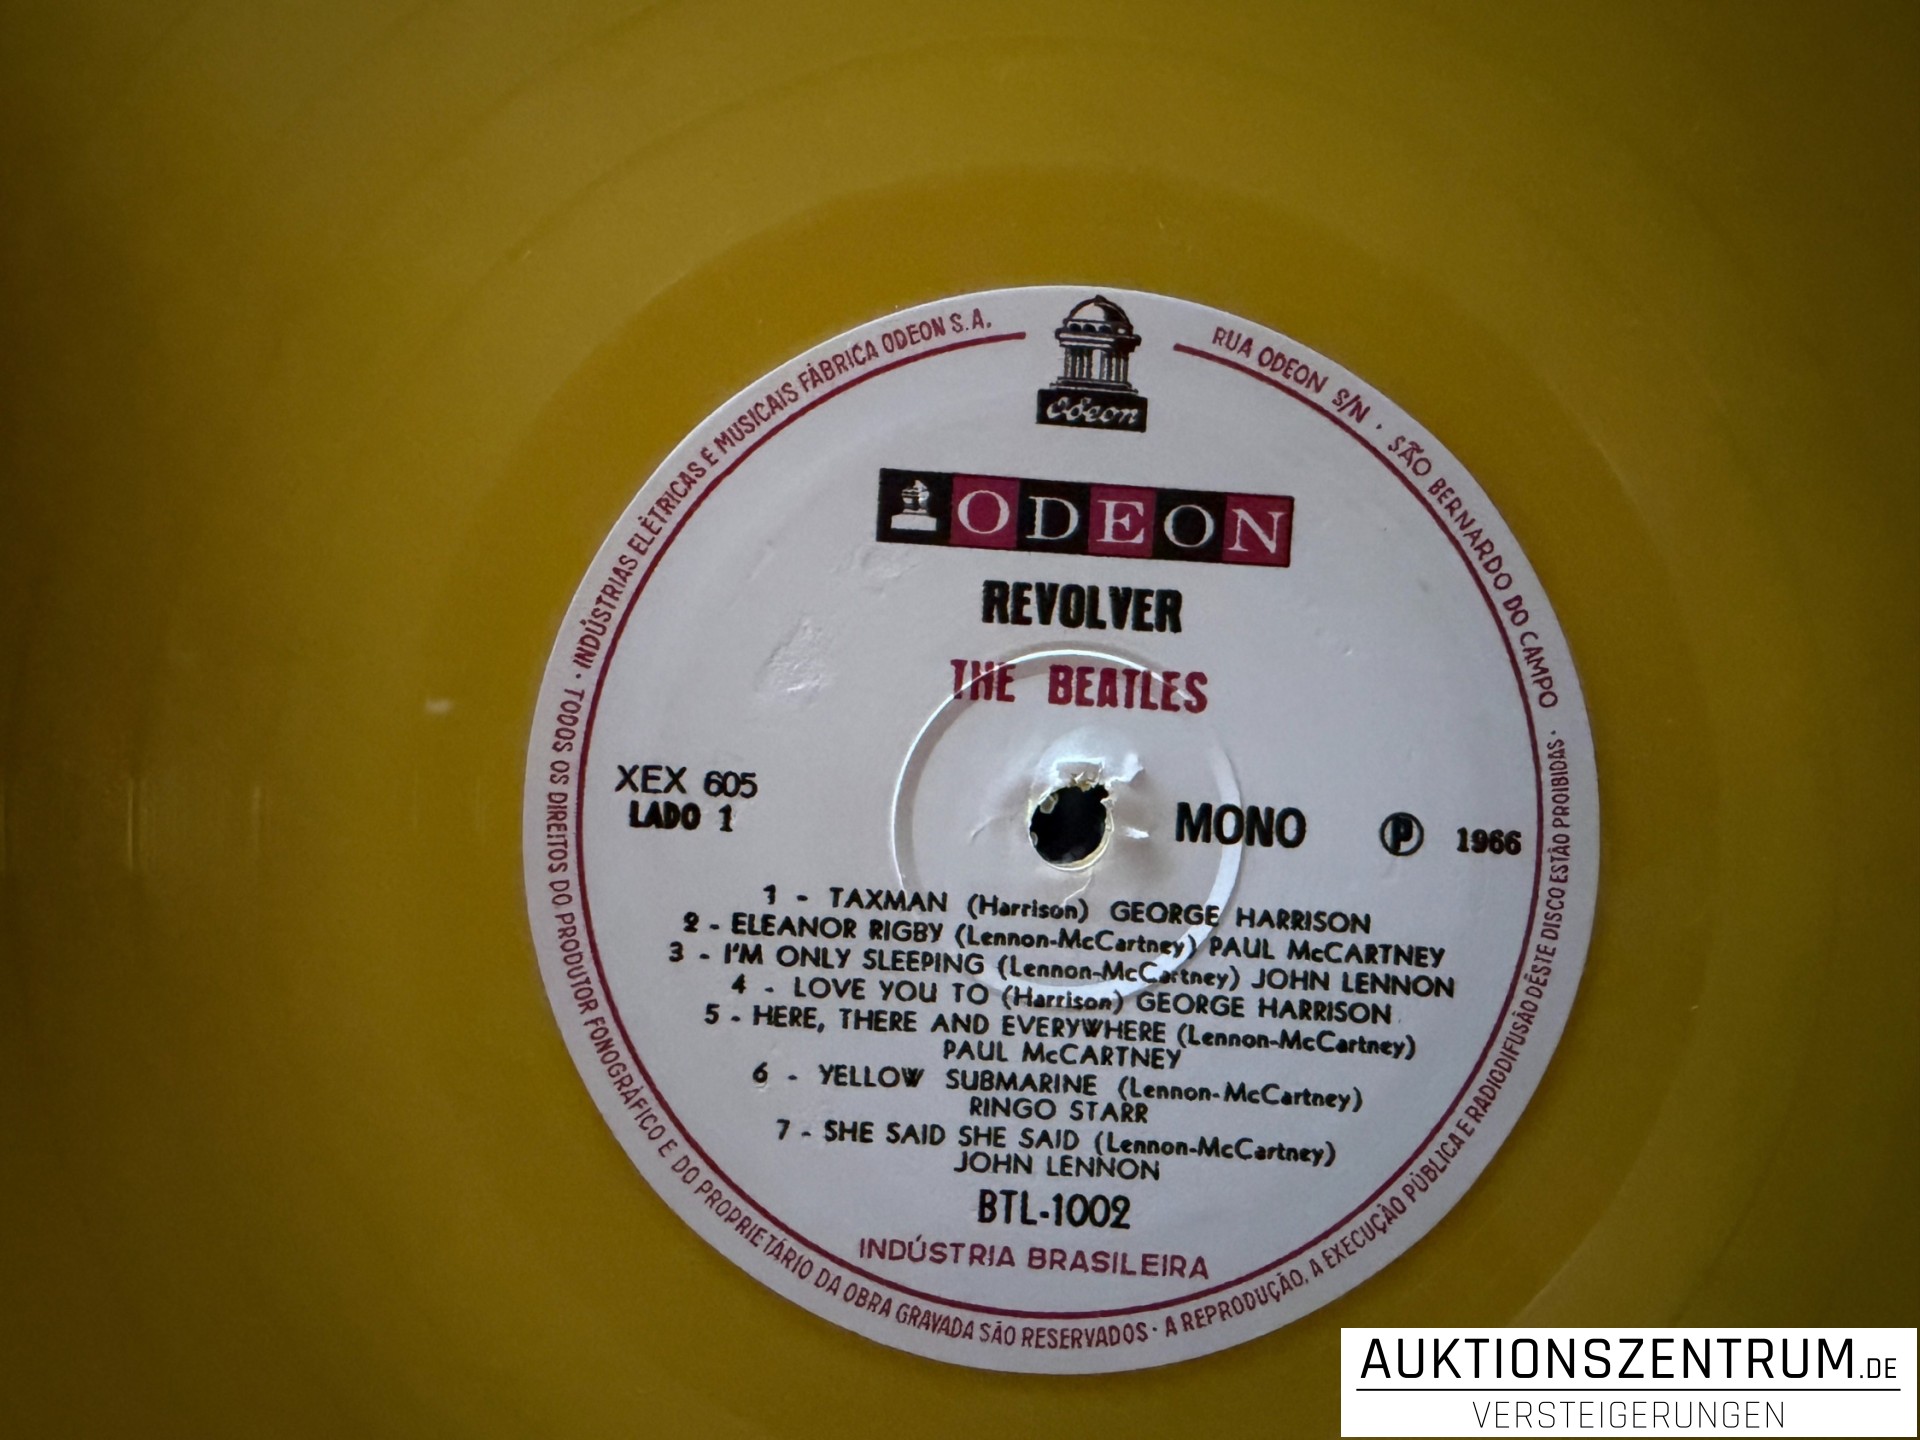 INDÚSTRIAS ELÉTRICAS E MUSICAIS FÁBRICA ODEON S.A.
RUA ODEON S/N · SÃO BERNARDO DO CAMPO ·
Odeon
ODEON
REVOLVER
THE BEATLES
XEX 605
LADO 1
MONO
Ⓟ 1966
1 - TAXMAN (Harrison) GEORGE HARRISON
2 - ELEANOR RIGBY (Lennon-McCartney) PAUL McCARTNEY
3 - I'M ONLY SLEEPING (Lennon-McCartney) JOHN LENNON
4 - LOVE YOU TO (Harrison) GEORGE HARRISON
5 - HERE, THERE AND EVERYWHERE (Lennon-McCartney)
PAUL McCARTNEY
6 - YELLOW SUBMARINE (Lennon-McCartney)
RINGO STARR
7 - SHE SAID SHE SAID (Lennon-McCartney)
JOHN LENNON
BTL-1002
INDÚSTRIA BRASILEIRA
· TODOS OS DIREITOS DO PRODUTOR FONOGRÁFICO E DO PROPRIETÁRIO DA OBRA GRAVADA SÃO RESERVADOS · A REPRODUÇÃO, A EXECUÇÃO PÚBLICA E RADIODIFUSÃO DÊSTE DISCO ESTÃO PROIBIDAS ·
AUKTIONSZENTRUM.DE
VERSTEIGERUNGEN